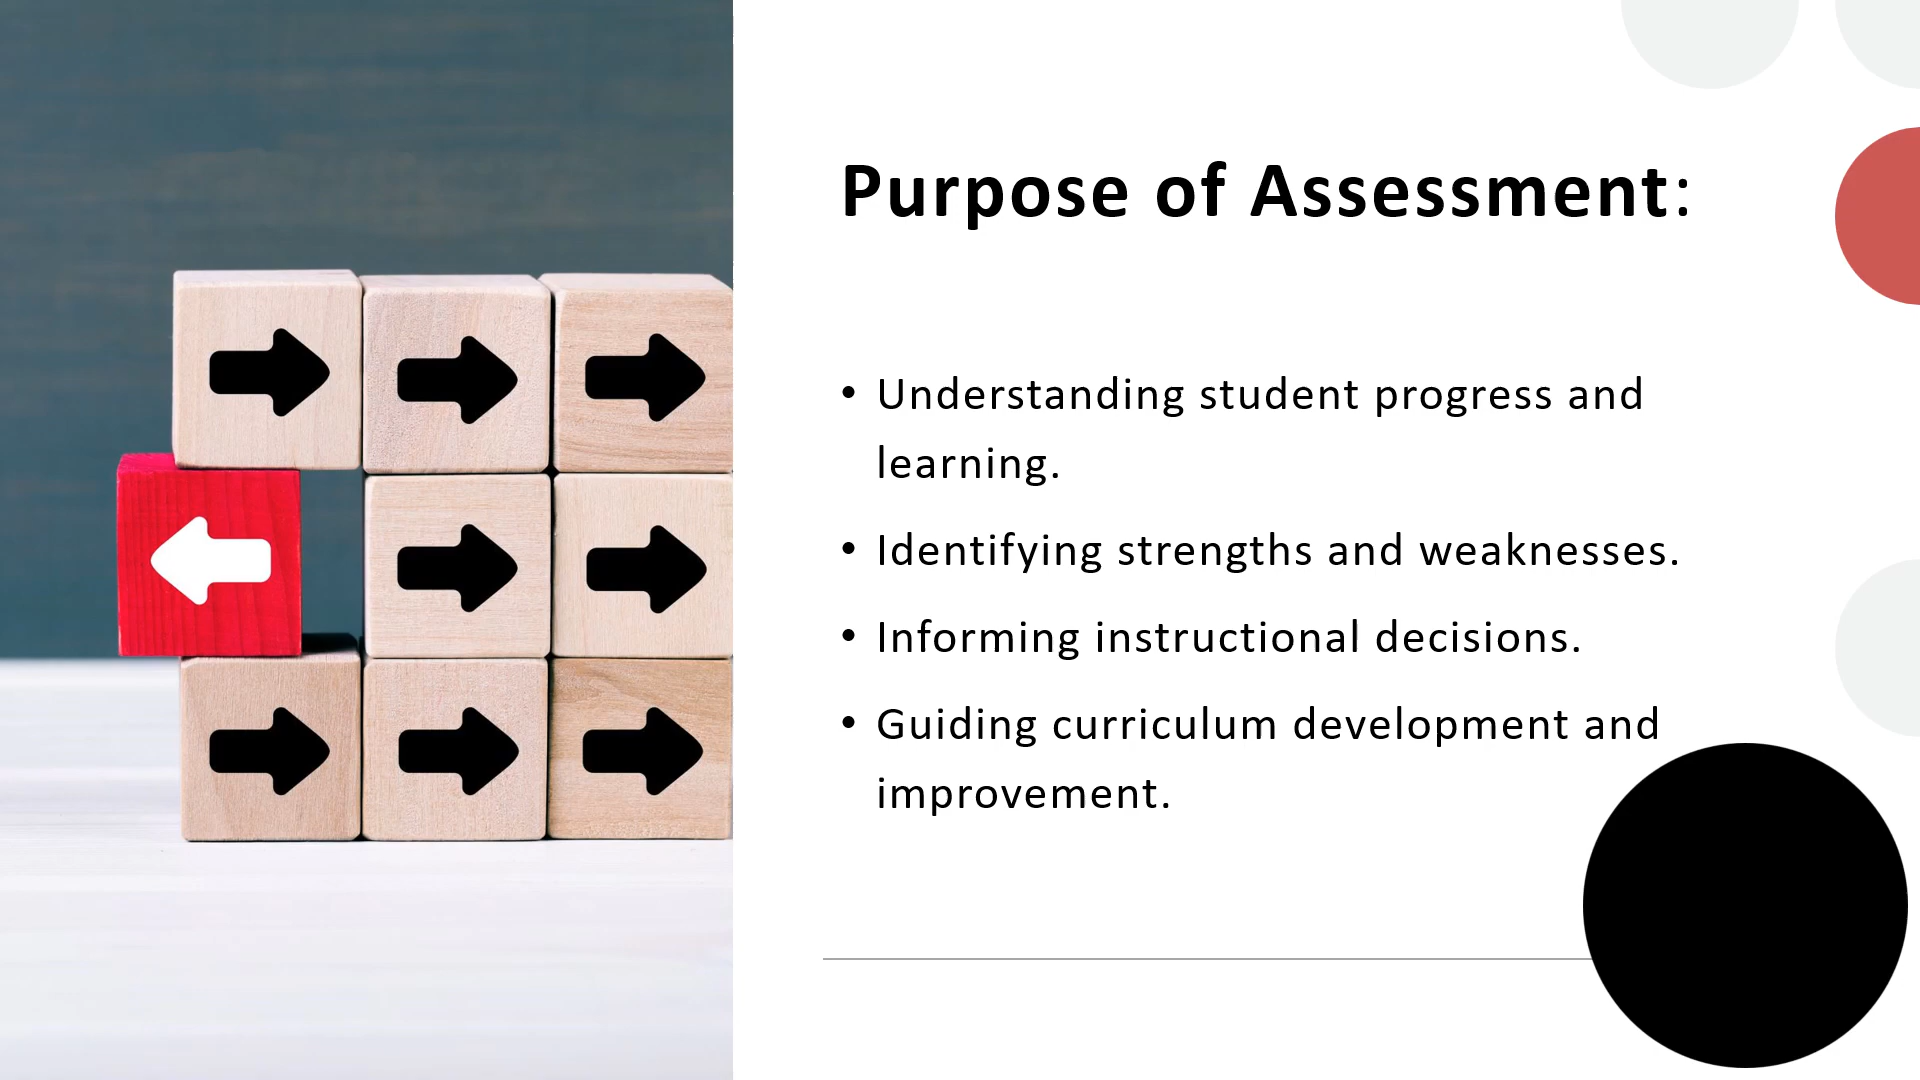 Purpose of Assessment:
• Understanding student progress and
learning.
• Identifying strengths and weaknesses.
• Informing instructional decisions.
• Guiding curriculum development and
improvement.